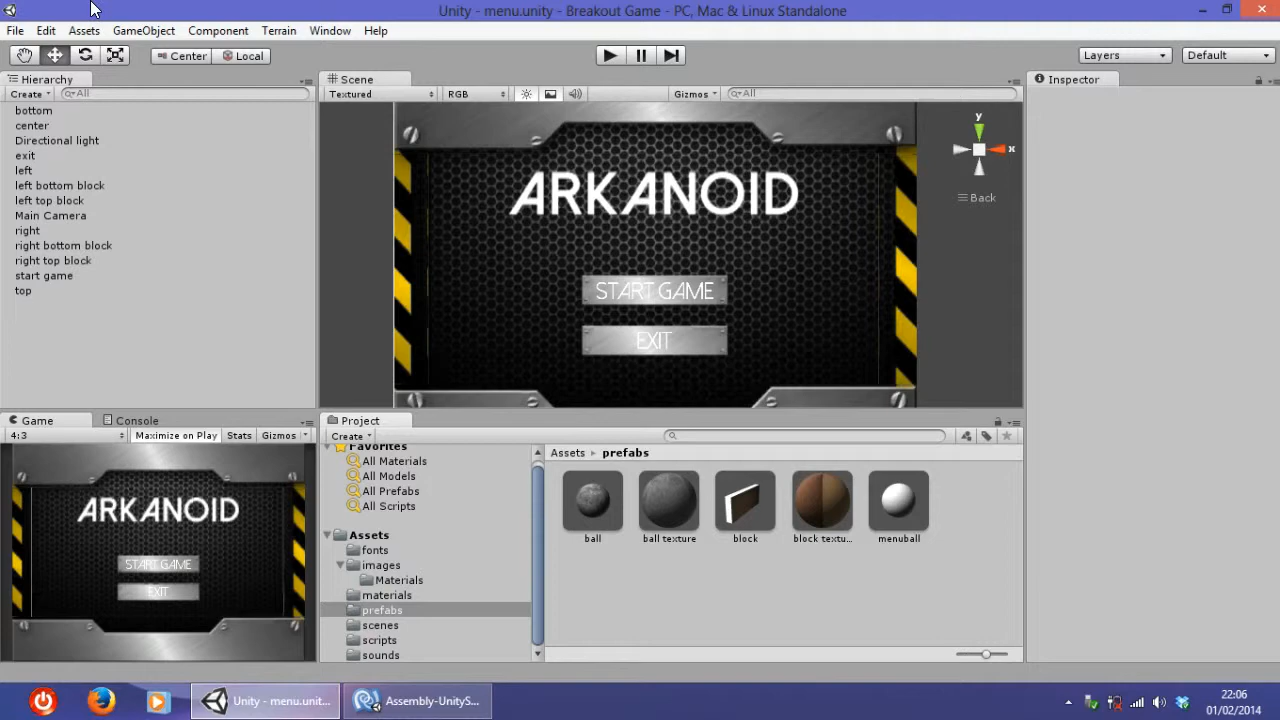 Unity - menu.unity - Breakout Game - PC, Mac & Linux Standalone
File Edit Assets GameObject Component Terrain Window Help
Center Local Layers Default
Hierarchy
Create All
bottom
center
Directional light
exit
left
left bottom block
left top block
Main Camera
right
right bottom block
right top block
start game
top
Scene
Textured RGB Gizmos All
ARKANOID
START GAME
EXIT
y
x
Back
Inspector
Game Console
4:3 Maximize on Play Stats Gizmos
ARKANOID
START GAME
EXIT
Project
Create
Favorites
All Materials
All Models
All Prefabs
All Scripts
Assets
fonts
images
Materials
materials
prefabs
scenes
scripts
sounds
Assets prefabs
ball ball texture block block textu... menuball
Unity - menu.unit... Assembly-UnityS...
22:06
01/02/2014